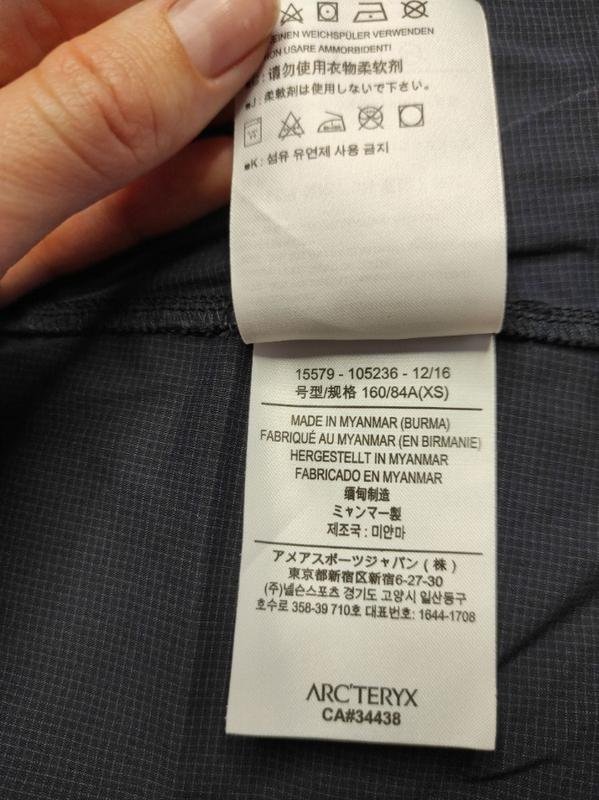 EINEN WEICHSPÜLER VERWENDEN
ON USARE AMMORBIDENTI
: 请勿使用衣物柔软剂
●J : 柔軟剤は使用しないで下さい。
●K : 섬유 유연제 사용 금지
15579 - 105236 - 12/16
号型/规格 160/84A(XS)
MADE IN MYANMAR (BURMA)
FABRIQUÉ AU MYANMAR (EN BIRMANIE)
HERGESTELLT IN MYANMAR
FABRICADO EN MYANMAR
缅甸制造
ミャンマー製
제조국 : 미얀마
アメアスポーツジャパン ( 株 )
東京都新宿区新宿6-27-30
(주)넬슨스포츠 경기도 고양시 일산동구
호수로 358-39 710호 대표번호: 1644-1708
ARC'TERYX
CA#34438